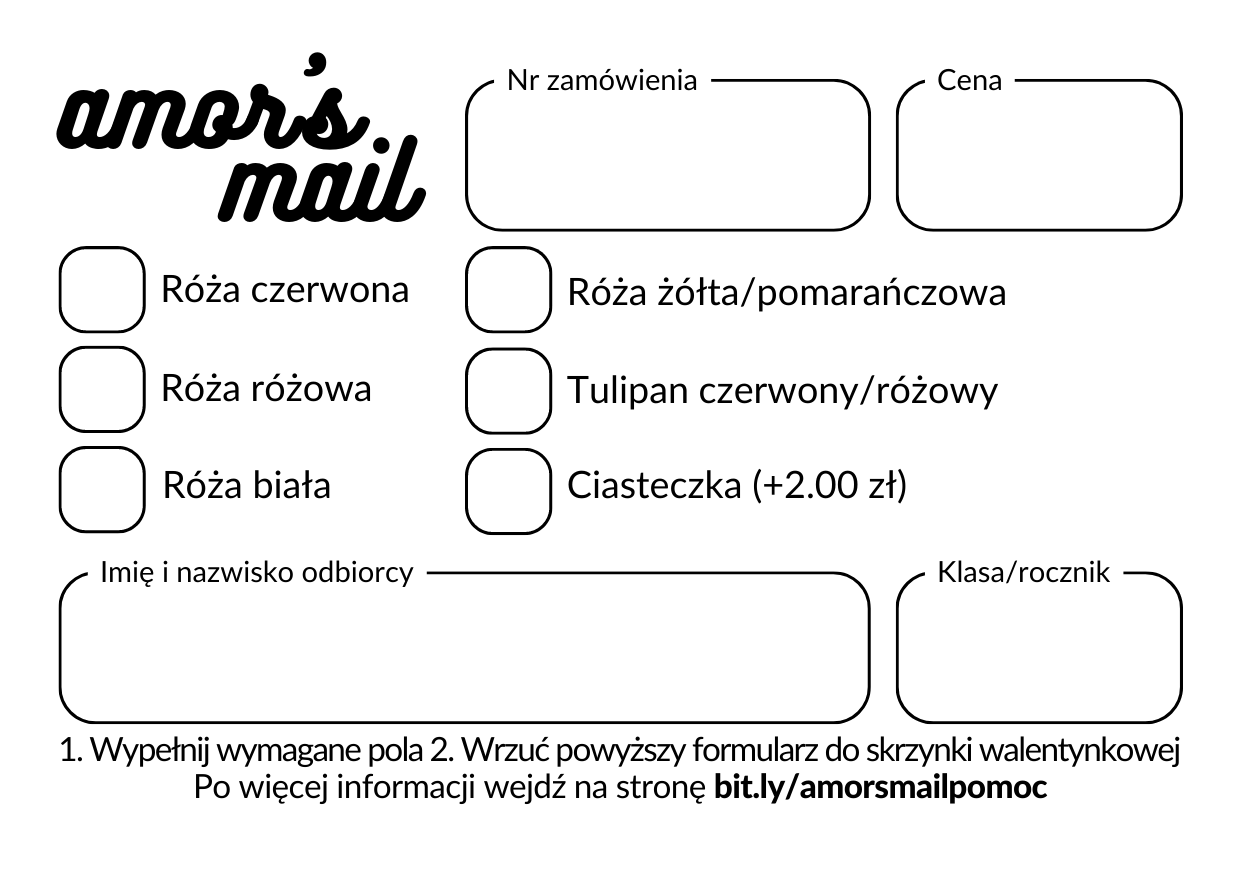 amor's
mail
Nr zamówienia
Cena
Róża czerwona
Róża żółta/pomarańczowa
Róża różowa
Tulipan czerwony/różowy
Róża biała
Ciasteczka (+2.00 zł)
Imię i nazwisko odbiorcy
Klasa/rocznik
1. Wypełnij wymagane pola 2. Wrzuć powyższy formularz do skrzynki walentynkowej
Po więcej informacji wejdź na stronę bit.ly/amorsmailpomoc